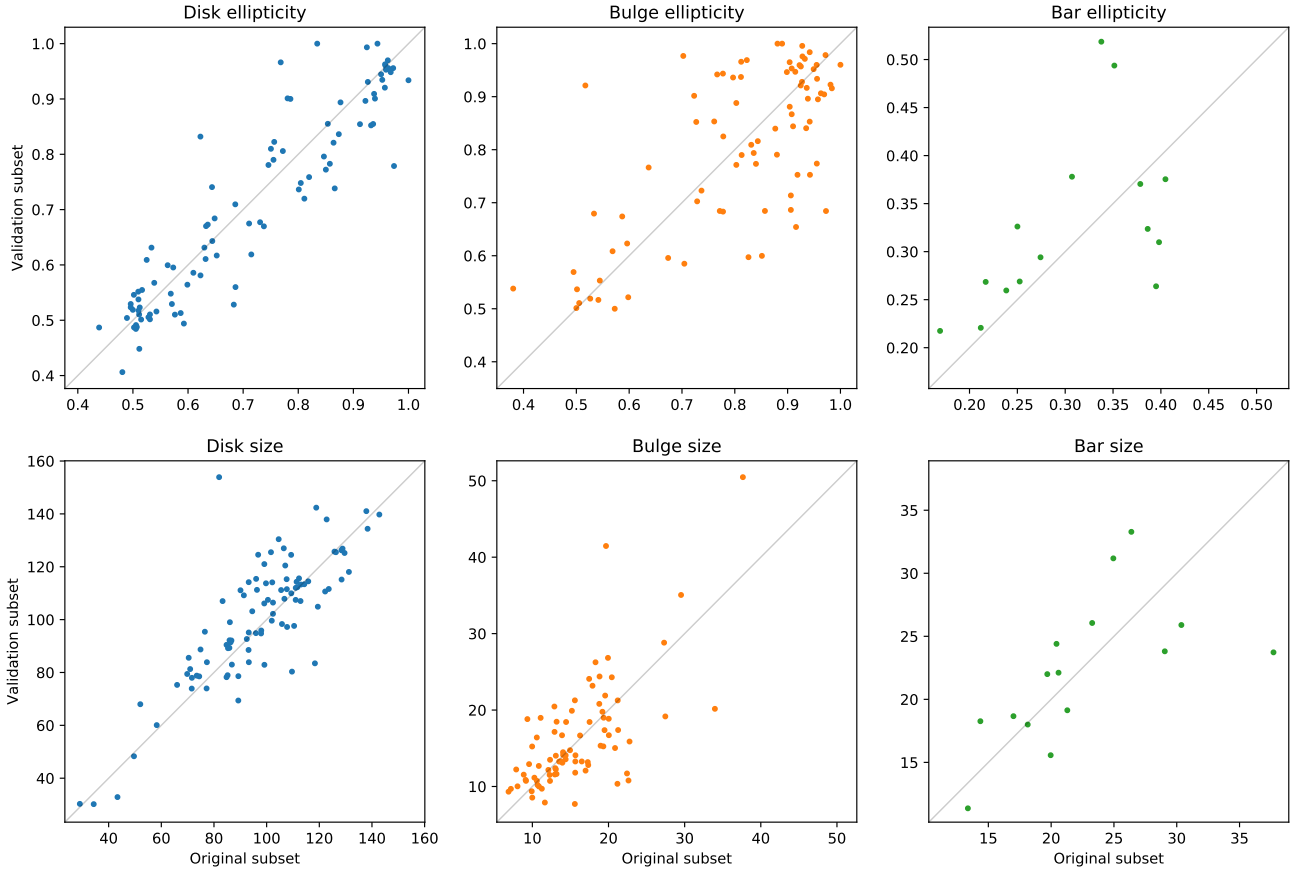 Disk ellipticity Bulge ellipticity Bar ellipticity
1.0 0.9 0.8 0.7 0.6 0.5 0.4
Validation subset
0.4 0.5 0.6 0.7 0.8 0.9 1.0
1.0 0.9 0.8 0.7 0.6 0.5 0.4
0.4 0.5 0.6 0.7 0.8 0.9 1.0
0.50 0.45 0.40 0.35 0.30 0.25 0.20
0.20 0.25 0.30 0.35 0.40 0.45 0.50
Disk size Bulge size Bar size
160 140 120 100 80 60 40
Validation subset
40 60 80 100 120 140 160
Original subset
50 40 30 20 10
10 20 30 40 50
Original subset
35 30 25 20 15
15 20 25 30 35
Original subset